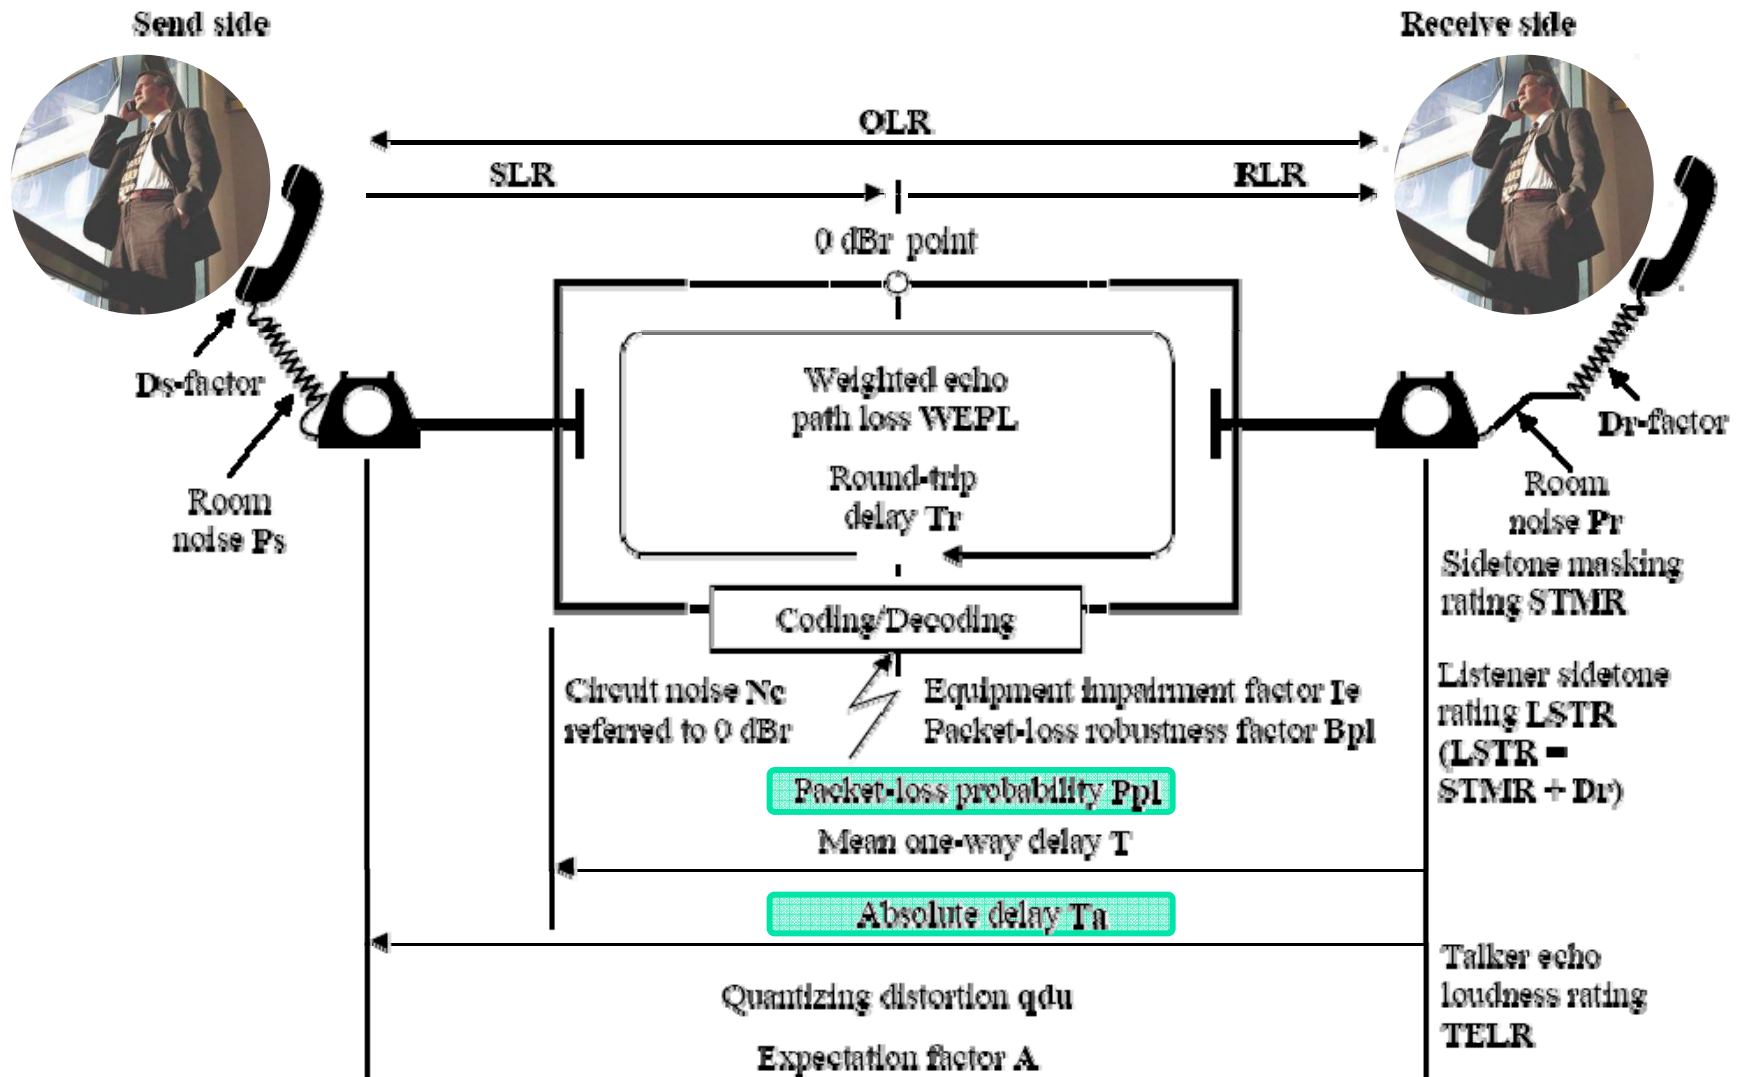 Send side
Receive side
OLR
SLR
RLR
0 dBr point
Weighted echo
path loss WEPL
Round-trip
delay Tr
Ds-factor
Dr-factor
Room
noise Ps
Room
noise Pr
Sidetone masking
rating STMR
Coding/Decoding
Circuit noise Nc
referred to 0 dBr
Equipment impairment factor Ie
Packet-loss robustness factor Bpl
Listener sidetone
rating LSTR
(LSTR =
STMR + Dr)
Packet-loss probability Ppl
Mean one-way delay T
Absolute delay Ta
Talker echo
loudness rating
TELR
Quantizing distortion qdu
Expectation factor A